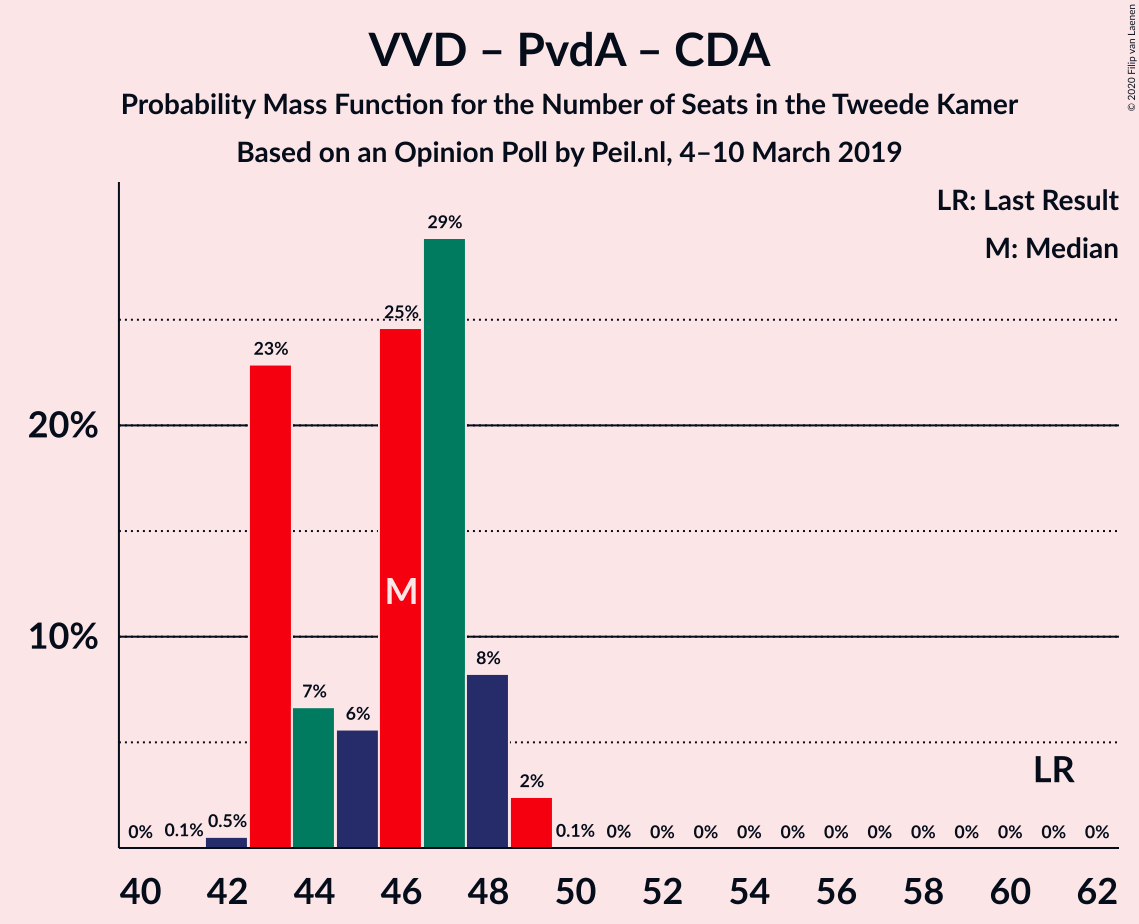 VVD – PvdA – CDA
Probability Mass Function for the Number of Seats in the Tweede Kamer
Based on an Opinion Poll by Peil.nl, 4–10 March 2019
© 2020 Filip van Laenen
LR: Last Result
M: Median
20%
10%
0% 0.1% 0.5% 23% 7% 6% 25% 29% 8% 2% 0.1% 0% 0% 0% 0% 0% 0% 0% 0% 0% 0% 0% 0%
M
LR
40 42 44 46 48 50 52 54 56 58 60 62